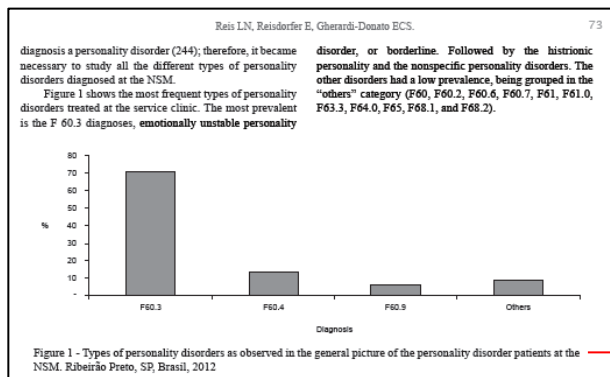 Reis LN, Reisdorfer E, Gherardi-Donato ECS.
73
diagnosis a personality disorder (244); therefore, it became
necessary to study all the different types of personality
disorders diagnosed at the NSM.
Figure 1 shows the most frequent types of personality
disorders treated at the service clinic. The most prevalent
is the F 60.3 diagnoses, emotionally unstable personality
disorder, or borderline. Followed by the histrionic
personality and the nonspecific personality disorders. The
other disorders had a low prevalence, being grouped in the
“others” category (F60, F60.2, F60.6, F60.7, F61, F61.0,
F63.3, F64.0, F65, F68.1, and F68.2).
80
70
60
50
40
30
20
10
-
%
F60.3
F60.4
F60.9
Others
Diagnosis
Figure 1 - Types of personality disorders as observed in the general picture of the personality disorder patients at the
NSM. Ribeirão Preto, SP, Brasil, 2012